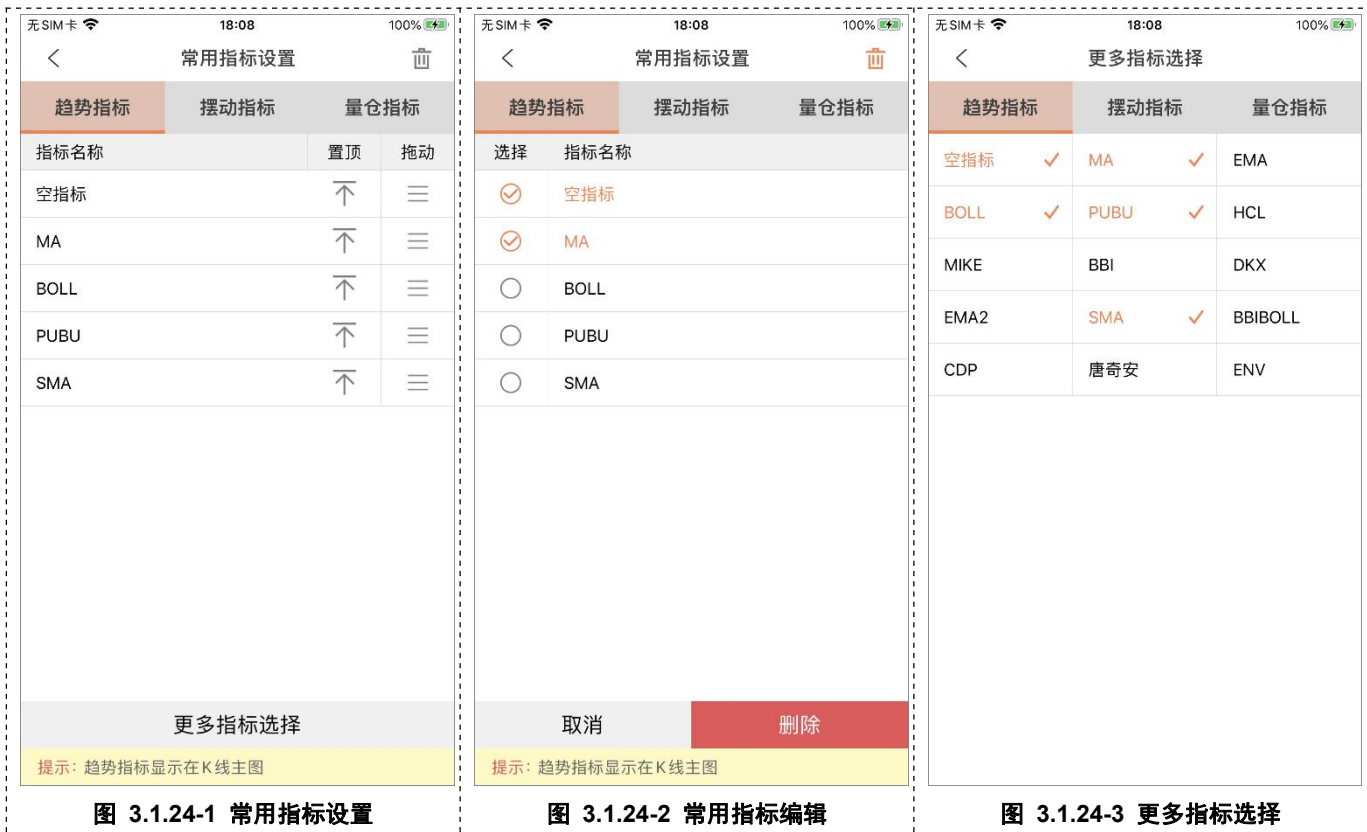 无SIM卡 18:08 100%
常用指标设置
趋势指标 摆动指标 量仓指标
指标名称 置顶 拖动
空指标
MA
BOLL
PUBU
SMA
更多指标选择
提示：趋势指标显示在K线主图
图 3.1.24-1 常用指标设置
无SIM卡 18:08 100%
常用指标设置
趋势指标 摆动指标 量仓指标
选择 指标名称
空指标
MA
BOLL
PUBU
SMA
取消 删除
提示：趋势指标显示在K线主图
图 3.1.24-2 常用指标编辑
无SIM卡 18:08 100%
更多指标选择
趋势指标 摆动指标 量仓指标
空指标 MA EMA
BOLL PUBU HCL
MIKE BBI DKX
EMA2 SMA BBIBOLL
CDP 唐奇安 ENV
图 3.1.24-3 更多指标选择